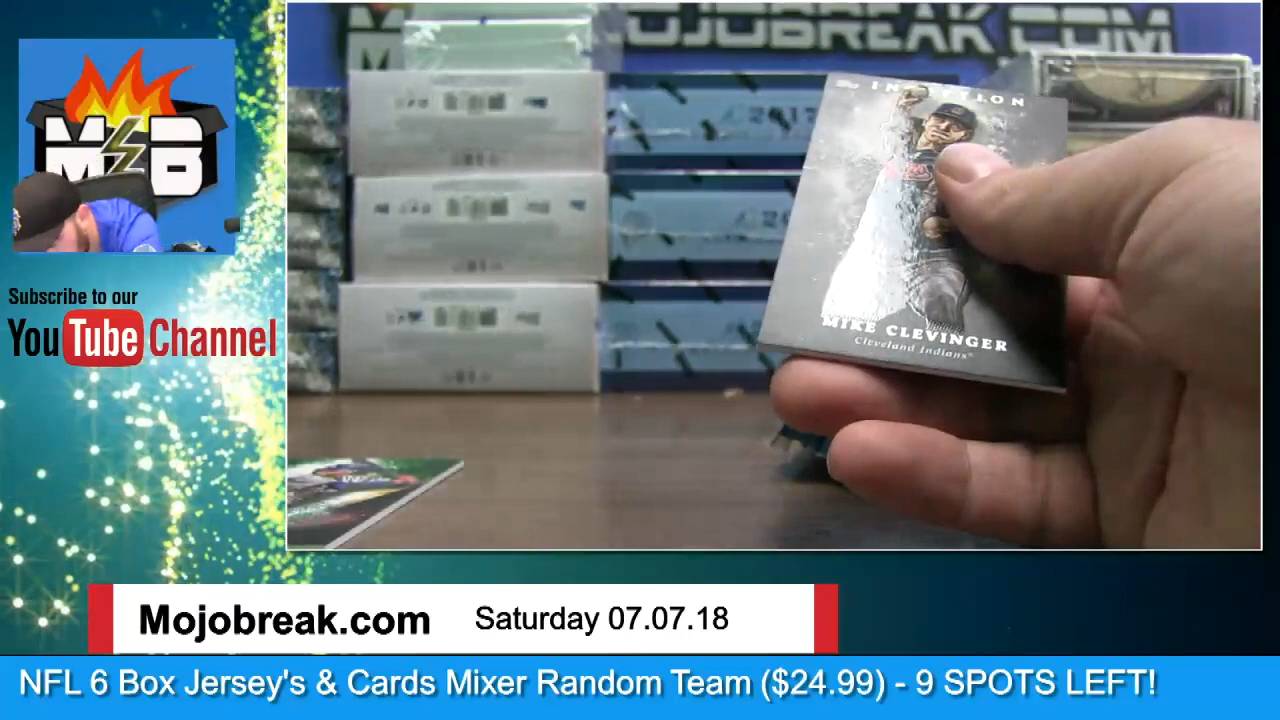 MOJOBREAK.COM
M B
Subscribe to our
YouTube Channel
2017
INCEPTION
MIKE CLEVINGER
Cleveland Indians
Mojobreak.com
Saturday 07.07.18
NFL 6 Box Jersey's & Cards Mixer Random Team ($24.99) - 9 SPOTS LEFT!